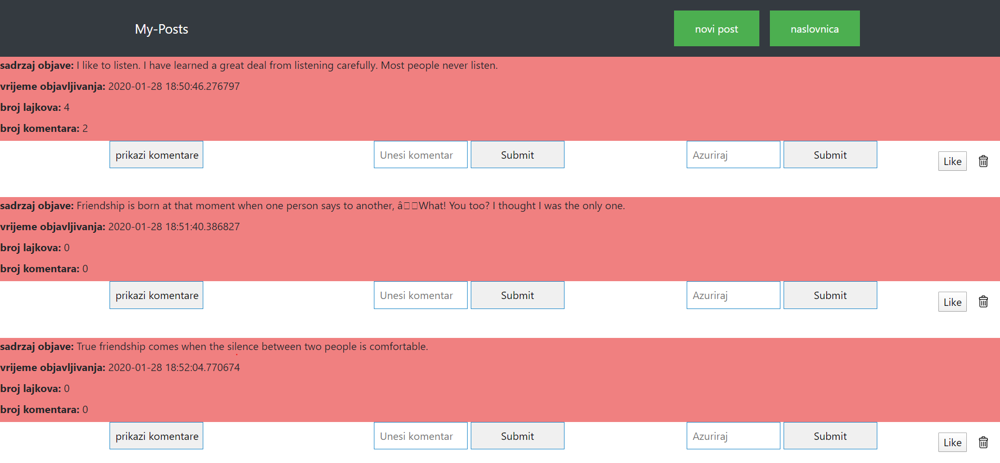 My-Posts novi post naslovnica
sadrzaj objave: I like to listen. I have learned a great deal from listening carefully. Most people never listen.
vrijeme objavljivanja: 2020-01-28 18:50:46.276797
broj lajkova: 4
broj komentara: 2
prikazi komentare Unesi komentar Submit Azuriraj Submit Like
sadrzaj objave: Friendship is born at that moment when one person says to another, â□□What! You too? I thought I was the only one.
vrijeme objavljivanja: 2020-01-28 18:51:40.386827
broj lajkova: 0
broj komentara: 0
prikazi komentare Unesi komentar Submit Azuriraj Submit Like
sadrzaj objave: True friendship comes when the silence between two people is comfortable.
vrijeme objavljivanja: 2020-01-28 18:52:04.770674
broj lajkova: 0
broj komentara: 0
prikazi komentare Unesi komentar Submit Azuriraj Submit Like